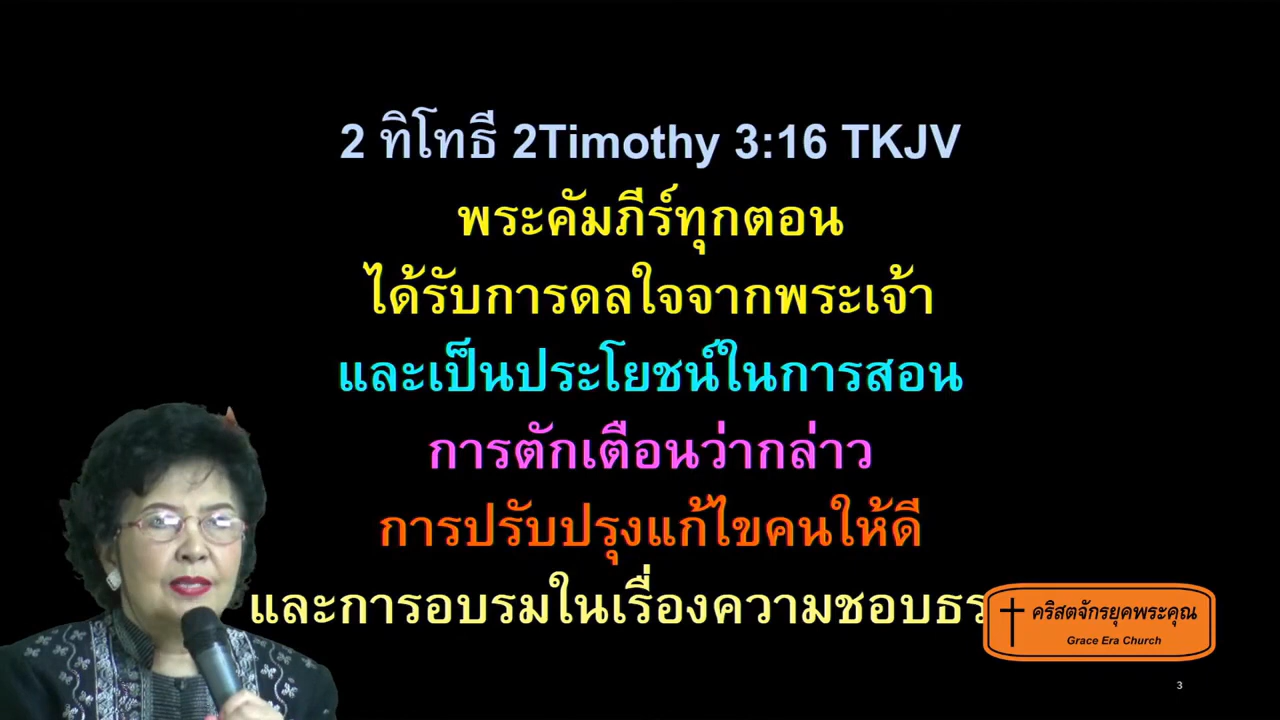 2 ทิโทธี 2Timothy 3:16 TKJV
พระคัมภีร์ทุกตอน
ได้รับการดลใจจากพระเจ้า
และเป็นประโยชน์ในการสอน
การตักเตือนว่ากล่าว
การปรับปรุงแก้ไขคนให้ดี
และการอบรมในเรื่องความชอบธร
คริสตจักรยุคพระคุณ
Grace Era Church
3